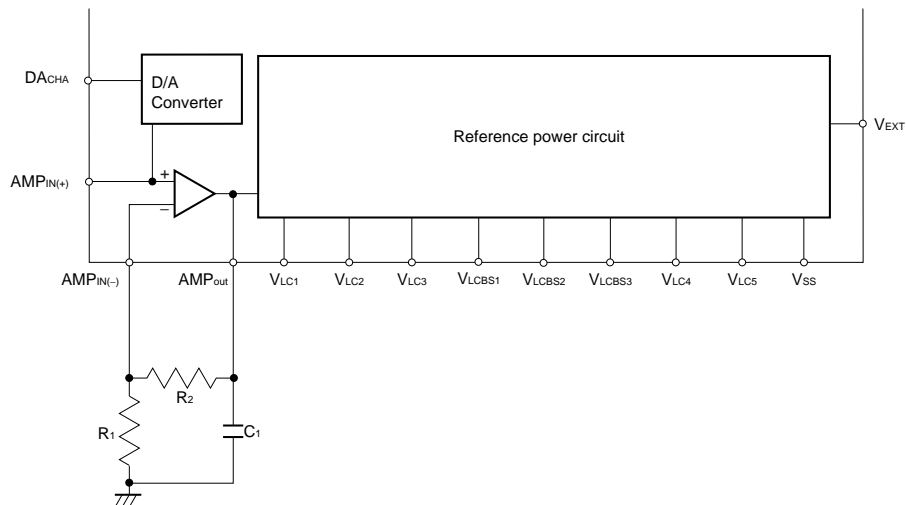 DACHA
D/A
Converter
Reference power circuit
VEXT
AMPIN(+)
+
−
AMPIN(−)
AMPout
VLC1
VLC2
VLC3
VLCBS1
VLCBS2
VLCBS3
VLC4
VLC5
VSS
R2
R1
C1